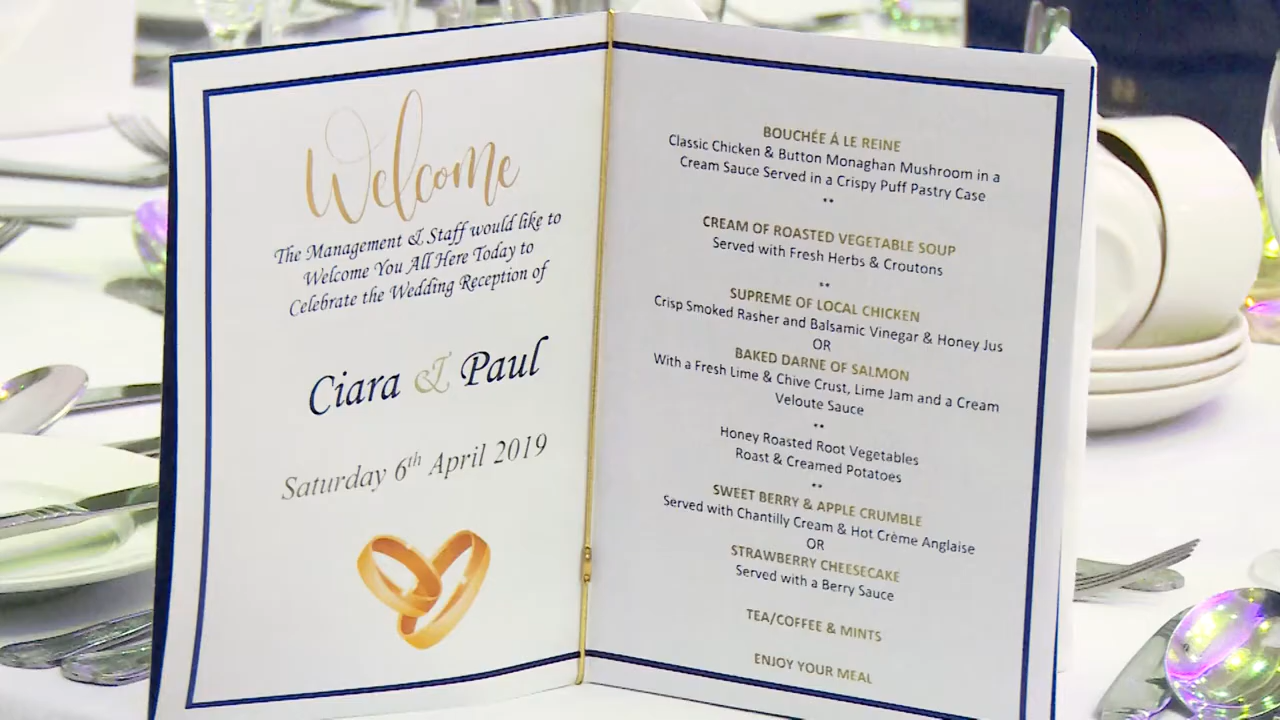 Welcome
The Management & Staff would like to
Welcome You All Here Today to
Celebrate the Wedding Reception of
Ciara & Paul
Saturday 6th April 2019
BOUCHÉE Á LE REINE
Classic Chicken & Button Monaghan Mushroom in a
Cream Sauce Served in a Crispy Puff Pastry Case
**
CREAM OF ROASTED VEGETABLE SOUP
Served with Fresh Herbs & Croutons
**
SUPREME OF LOCAL CHICKEN
Crisp Smoked Rasher and Balsamic Vinegar & Honey Jus
OR
BAKED DARNE OF SALMON
With a Fresh Lime & Chive Crust, Lime Jam and a Cream
Veloute Sauce
**
Honey Roasted Root Vegetables
Roast & Creamed Potatoes
**
SWEET BERRY & APPLE CRUMBLE
Served with Chantilly Cream & Hot Crème Anglaise
OR
STRAWBERRY CHEESECAKE
Served with a Berry Sauce
TEA/COFFEE & MINTS
ENJOY YOUR MEAL